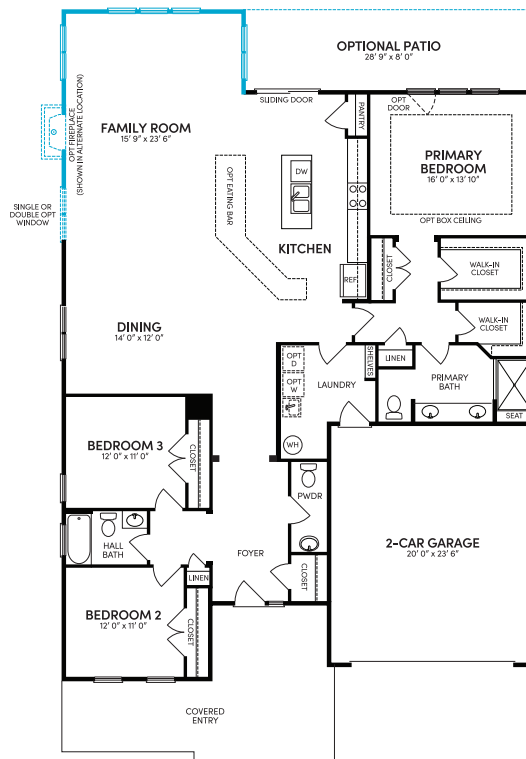 OPTIONAL PATIO
28' 9" x 8' 0"
SLIDING DOOR
PANTRY
OPT
DOOR
FAMILY ROOM
15' 9" x 23' 6"
OPT FIREPLACE
(SHOWN IN ALTERNATE LOCATION)
PRIMARY
BEDROOM
16' 0" x 13' 10"
OPT BOX CEILING
DW
OPT EATING BAR
SINGLE OR
DOUBLE OPT
WINDOW
KITCHEN
REF
CLOSET
WALK-IN
CLOSET
WALK-IN
CLOSET
DINING
14' 0" x 12' 0"
OPT
D
OPT
W
SHELVES
LINEN
LAUNDRY
PRIMARY
BATH
SEAT
WH
BEDROOM 3
12' 0" x 11' 0"
CLOSET
PWDR
2-CAR GARAGE
20' 0" x 23' 6"
HALL
BATH
FOYER
LINEN
CLOSET
BEDROOM 2
12' 0" x 11' 0"
CLOSET
COVERED
ENTRY